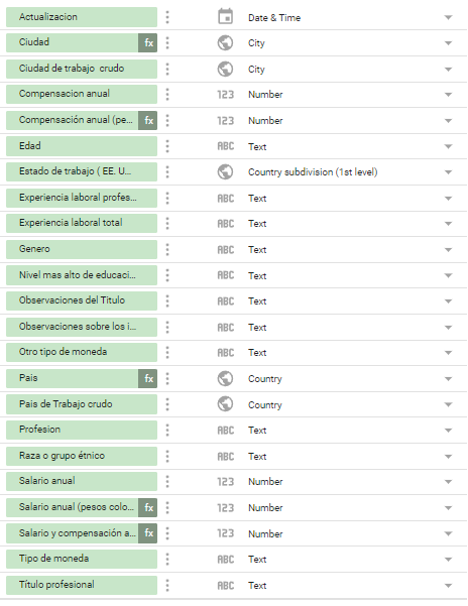 Actualizacion Date & Time
Ciudad fx City
Ciudad de trabajo crudo City
Compensacion anual 123 Number
Compensación anual (pe... fx 123 Number
Edad ABC Text
Estado de trabajo ( EE. U... Country subdivision (1st level)
Experiencia laboral profes... ABC Text
Experiencia laboral total ABC Text
Genero ABC Text
Nivel mas alto de educaci... ABC Text
Observaciones del Titulo ABC Text
Observaciones sobre los i... ABC Text
Otro tipo de moneda ABC Text
Pais fx Country
Pais de Trabajo crudo Country
Profesion ABC Text
Raza o grupo étnico ABC Text
Salario anual 123 Number
Salario anual (pesos colo... fx 123 Number
Salario y compensación a... fx 123 Number
Tipo de moneda ABC Text
Título profesional ABC Text